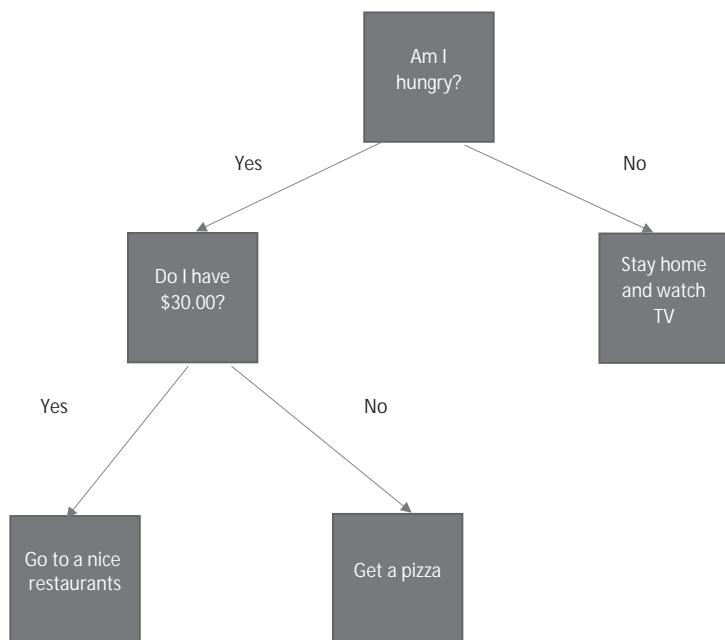 Am I
hungry?
Yes
No
Do I have
$30.00?
Stay home
and watch
TV
Yes
No
Go to a nice
restaurants
Get a pizza